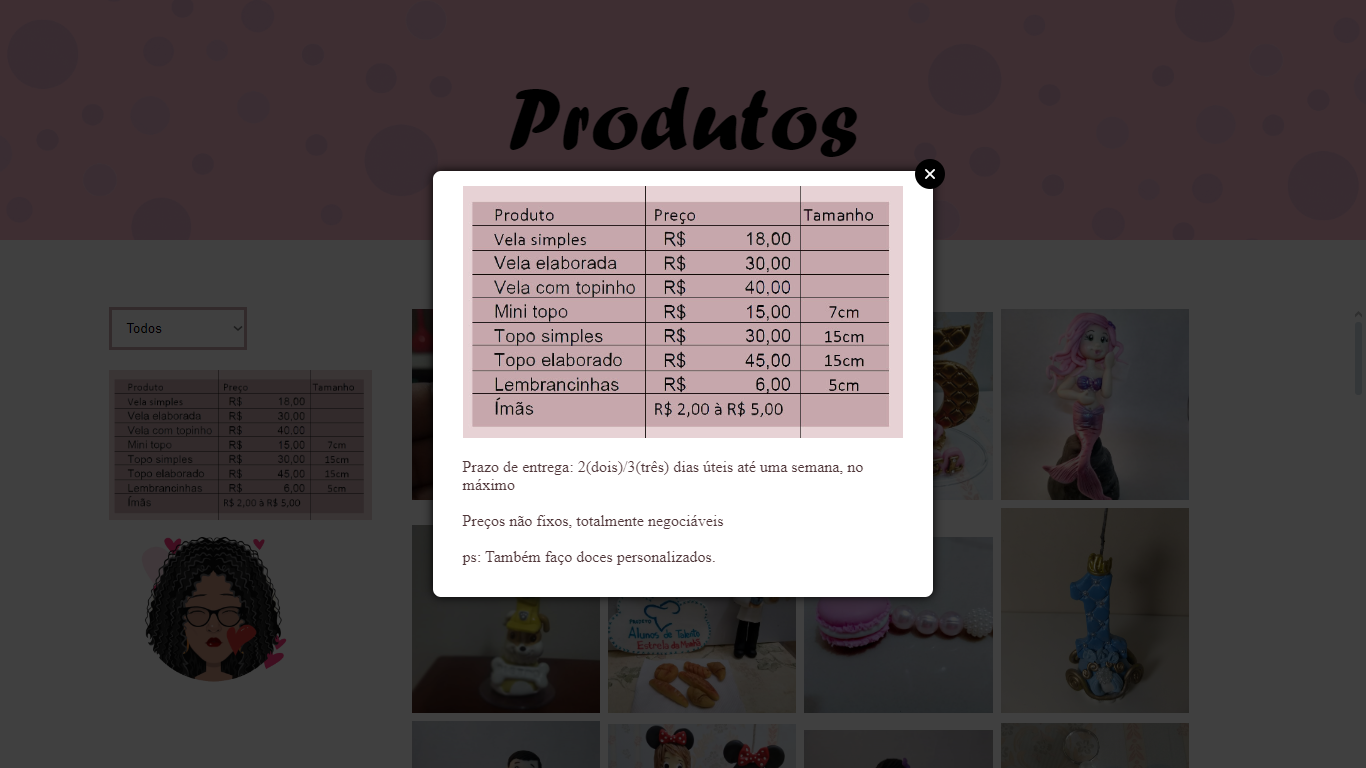 Produtos
Produto Preço Tamanho
Vela simples R$ 18,00
Vela elaborada R$ 30,00
Vela com topinho R$ 40,00
Mini topo R$ 15,00 7cm
Topo simples R$ 30,00 15cm
Topo elaborado R$ 45,00 15cm
Lembrancinhas R$ 6,00 5cm
Ímãs R$ 2,00 à R$ 5,00
Prazo de entrega: 2(dois)/3(três) dias úteis até uma semana, no
máximo
Preços não fixos, totalmente negociáveis
ps: Também faço doces personalizados.
Todos
Produto Preço Tamanho
Vela simples R$ 18,00
Vela elaborada R$ 30,00
Vela com topinho R$ 40,00
Mini topo R$ 15,00 7cm
Topo simples R$ 30,00 15cm
Topo elaborado R$ 45,00 15cm
Lembrancinhas R$ 6,00 5cm
Ímãs R$ 2,00 à R$ 5,00
Alunos de Talento
Estrela da Manhã
1